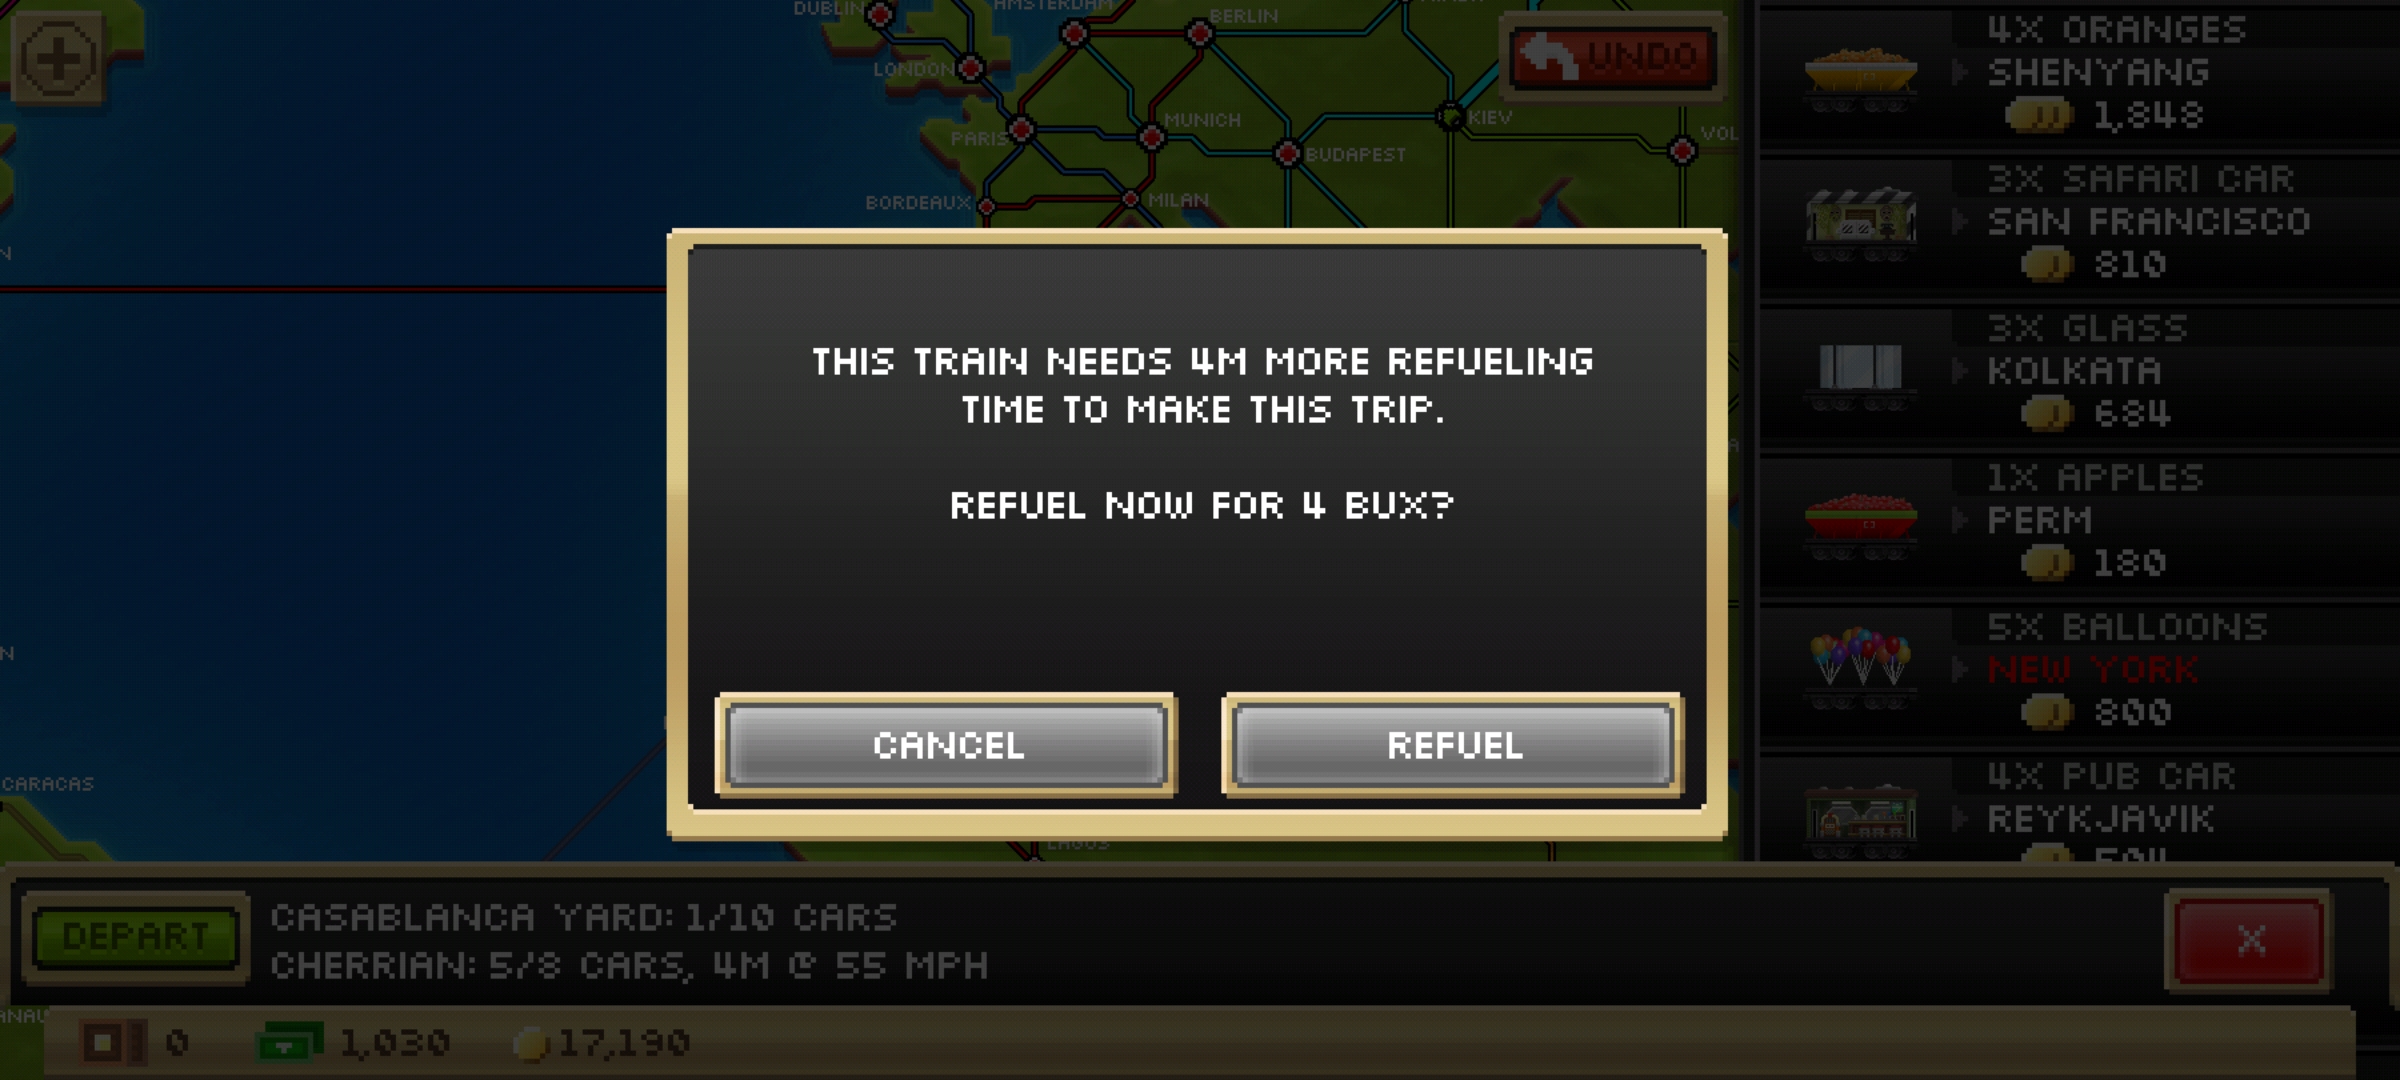 DUBLIN
AMSTERDAM
BERLIN
LONDON
UNDO
KIEV
VOL
MUNICH
PARIS
BUDAPEST
BORDEAUX
MILAN
4X ORANGES
SHENYANG
1,848
3X SAFARI CAR
SAN FRANCISCO
810
3X GLASS
KOLKATA
684
1X APPLES
PERM
180
5X BALLOONS
NEW YORK
800
4X PUB CAR
REYKJAVIK
504
THIS TRAIN NEEDS 4M MORE REFUELING
TIME TO MAKE THIS TRIP.
REFUEL NOW FOR 4 BUX?
CANCEL
REFUEL
N
N
CARACAS
LAGOS
DEPART
CASABLANCA YARD: 1/10 CARS
CHERRIAN: 5/8 CARS, 4M @ 55 MPH
X
ANAU
0
1,030
17,190